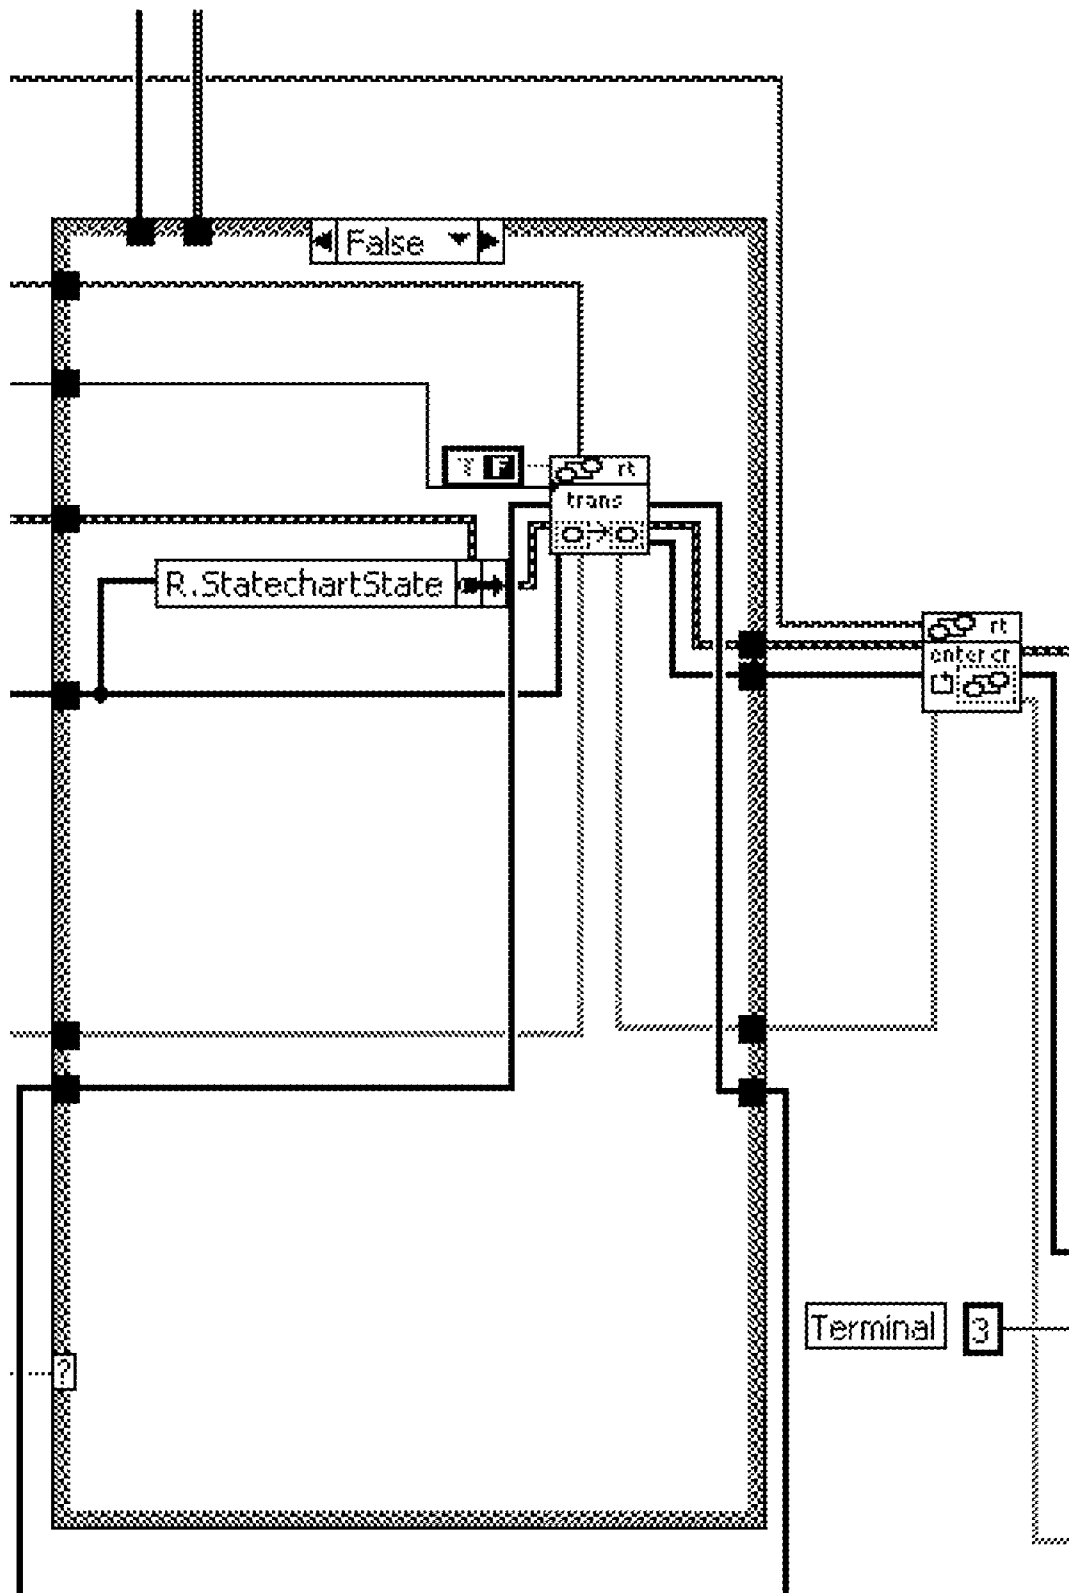 False
T F
rt
trans
R.StatechartState
rt
enter cr
Terminal 3
?